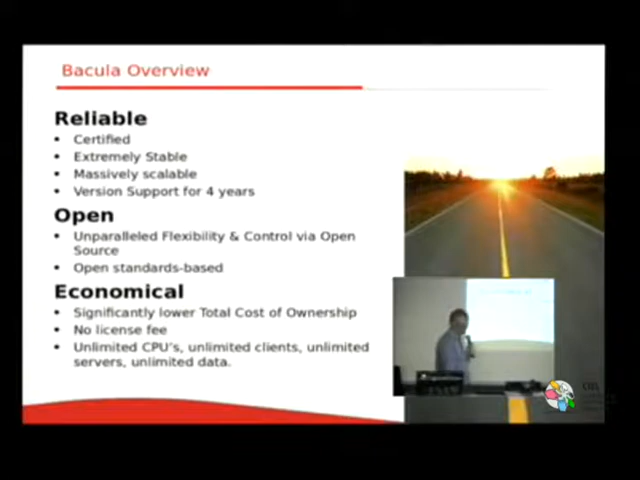 Bacula Overview
Reliable
• Certified
• Extremely Stable
• Massively scalable
• Version Support for 4 years
Open
• Unparalleled Flexibility & Control via Open
Source
• Open standards-based
Economical
• Significantly lower Total Cost of Ownership
• No license fee
• Unlimited CPU's, unlimited clients, unlimited
servers, unlimited data.